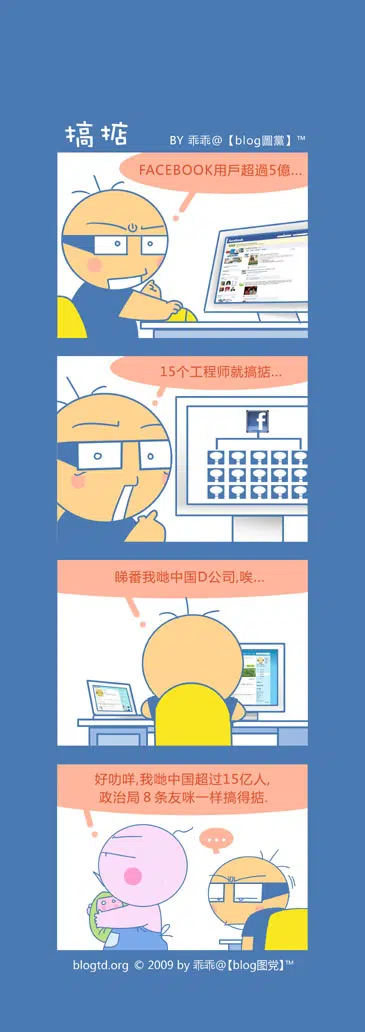 搞掂
BY 乖乖@【blog圖黨】™
FACEBOOK用戶超過5億...
facebook
15个工程师就搞掂...
f
睇番我哋中国D公司,唉...
好叻咩,我哋中国超过15亿人,
政治局８条友咪一样搞得掂.
blogtd.org © 2009 by 乖乖@【blog图党】™